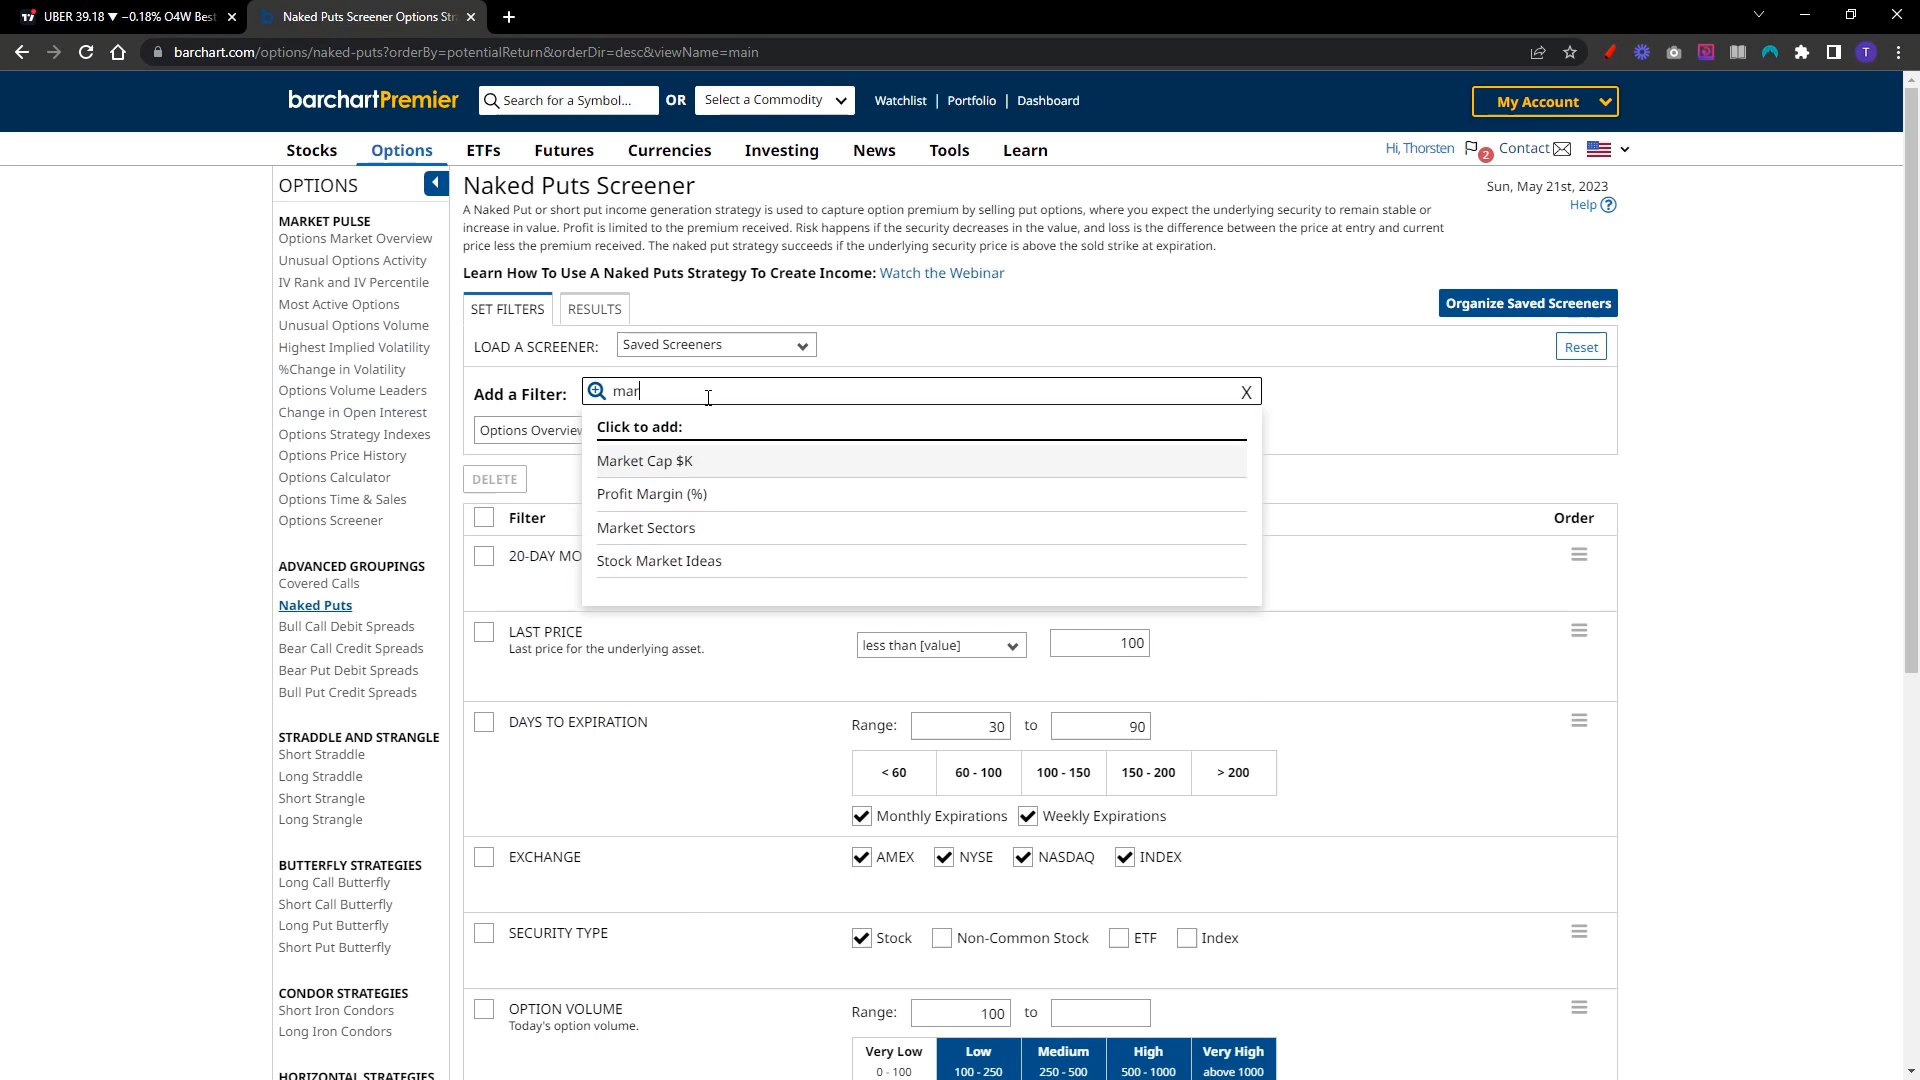 UBER 39.18 ▼ −0.18% O4W Best
Naked Puts Screener Options Str
barchart.com/options/naked-puts?orderBy=potentialReturn&orderDir=desc&viewName=main
T
barchartPremier
Search for a Symbol...
OR
Select a Commodity
Watchlist | Portfolio | Dashboard
My Account
Stocks
Options
ETFs
Futures
Currencies
Investing
News
Tools
Learn
Hi, Thorsten
2
Contact
OPTIONS
MARKET PULSE
Options Market Overview
Unusual Options Activity
IV Rank and IV Percentile
Most Active Options
Unusual Options Volume
Highest Implied Volatility
%Change in Volatility
Options Volume Leaders
Change in Open Interest
Options Strategy Indexes
Options Price History
Options Calculator
Options Time & Sales
Options Screener
ADVANCED GROUPINGS
Covered Calls
Naked Puts
Bull Call Debit Spreads
Bear Call Credit Spreads
Bear Put Debit Spreads
Bull Put Credit Spreads
STRADDLE AND STRANGLE
Short Straddle
Long Straddle
Short Strangle
Long Strangle
BUTTERFLY STRATEGIES
Long Call Butterfly
Short Call Butterfly
Long Put Butterfly
Short Put Butterfly
CONDOR STRATEGIES
Short Iron Condors
Long Iron Condors
HORIZONTAL STRATEGIES
Naked Puts Screener
Sun, May 21st, 2023
Help ?
A Naked Put or short put income generation strategy is used to capture option premium by selling put options, where you expect the underlying security to remain stable or
increase in value. Profit is limited to the premium received. Risk happens if the security decreases in the value, and loss is the difference between the price at entry and current
price less the premium received. The naked put strategy succeeds if the underlying security price is above the sold strike at expiration.
Learn How To Use A Naked Puts Strategy To Create Income: Watch the Webinar
SET FILTERS
RESULTS
Organize Saved Screeners
LOAD A SCREENER:
Saved Screeners
Reset
Add a Filter:
mar
X
Options Overview
Click to add:
Market Cap $K
Profit Margin (%)
Market Sectors
Stock Market Ideas
DELETE
Filter
Order
20-DAY MO
LAST PRICE
Last price for the underlying asset.
less than [value]
100
DAYS TO EXPIRATION
Range: 30 to 90
< 60
60 - 100
100 - 150
150 - 200
> 200
Monthly Expirations
Weekly Expirations
EXCHANGE
AMEX
NYSE
NASDAQ
INDEX
SECURITY TYPE
Stock
Non-Common Stock
ETF
Index
OPTION VOLUME
Today's option volume.
Range: 100 to
Very Low
0 - 100
Low
100 - 250
Medium
250 - 500
High
500 - 1000
Very High
above 1000